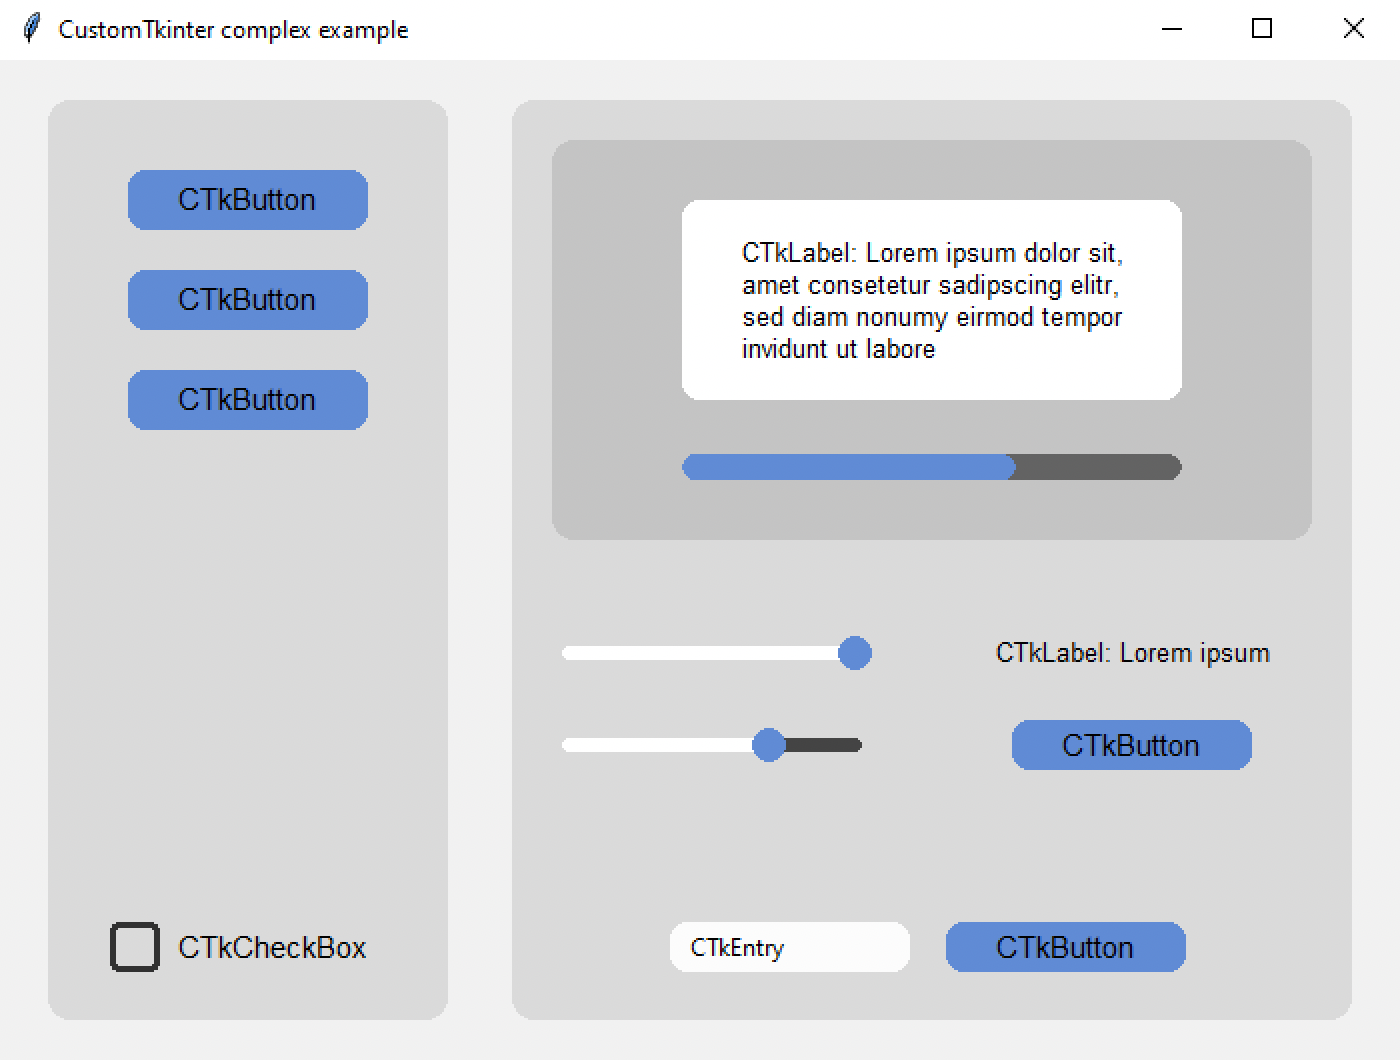 CustomTkinter complex example
CTkButton
CTkButton
CTkButton
CTkCheckBox
CTkLabel: Lorem ipsum dolor sit,
amet consetetur sadipscing elitr,
sed diam nonumy eirmod tempor
invidunt ut labore
CTkLabel: Lorem ipsum
CTkButton
CTkEntry
CTkButton